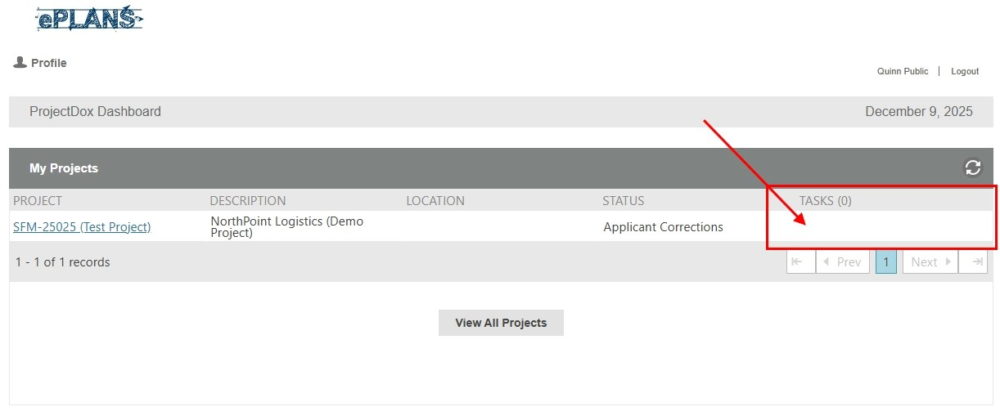 ePLANS
Profile
Quinn Public | Logout
ProjectDox Dashboard December 9, 2025
My Projects
PROJECT DESCRIPTION LOCATION STATUS TASKS (0)
SFM-25025 (Test Project) NorthPoint Logistics (Demo Project) Applicant Corrections
1 - 1 of 1 records Prev 1 Next
View All Projects